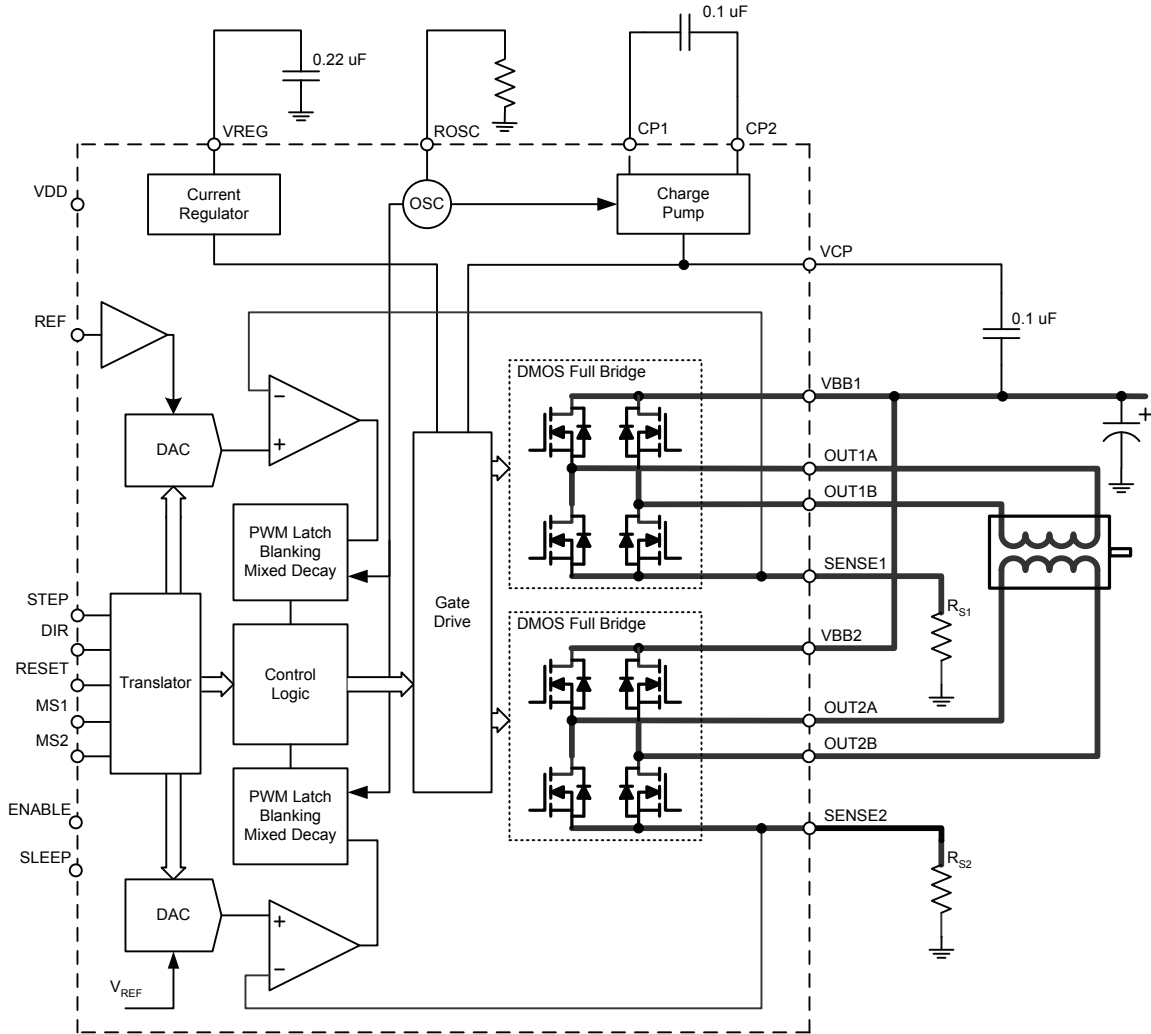 0.1 uF
0.22 uF
VREG
ROSC
CP1
CP2
VDD
Current
Regulator
OSC
Charge
Pump
VCP
REF
0.1 uF
DMOS Full Bridge
VBB1
+
−
+
DAC
OUT1A
OUT1B
PWM Latch
Blanking
Mixed Decay
SENSE1
STEP
DIR
RESET
MS1
MS2
Translator
Control
Logic
Gate
Drive
RS1
DMOS Full Bridge
VBB2
OUT2A
OUT2B
PWM Latch
Blanking
Mixed Decay
ENABLE
SLEEP
SENSE2
RS2
DAC
+
−
VREF